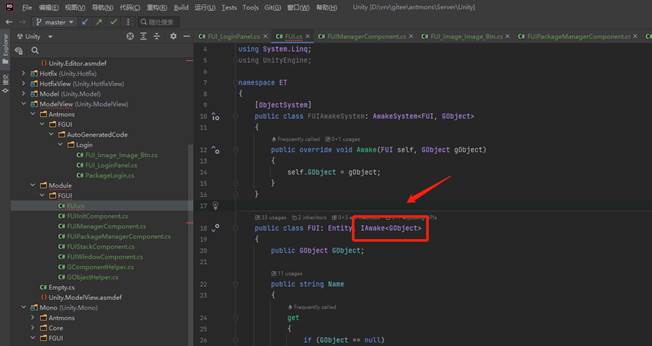 File 编辑(E) 视图(V) 导航(N) 代码(C) 重构(R) Build 运行(U) Tests Tools Git(G) 窗口(W) 帮助(H) Unity [D:\srv\gitee\antmons\Server\Unity]
master
Unity
FUI_LoginPanel.cs FUI.cs FUIManagerComponent.cs FUI_Image_Image_Btn.cs FUIPackageManagerComponent.cs
Explorer
提交
Unity.Editor.asmdef
Hotfix (Unity.Hotfix)
HotfixView (Unity.HotfixView)
Model (Unity.Model)
ModelView (Unity.ModelView)
Antmons
FGUI
AutoGeneratedCode
Login
FUI_Image_Image_Btn.cs
FUI_LoginPanel.cs
PackageLogin.cs
Module
FGUI
FUI.cs
FUIInitComponent.cs
FUIManagerComponent.cs
FUIPackageManagerComponent.cs
FUIStackComponent.cs
FUIWindowComponent.cs
GComponentHelper.cs
GObjectHelper.cs
Empty.cs
Unity.ModelView.asmdef
Mono (Unity.Mono)
Antmons
Core
FGUI
4 using System.Linq;
5 using UnityEngine;
6
7 namespace ET
8 {
9 [ObjectSystem]
10 public class FUIAwakeSystem: AwakeSystem<FUI, GObject>
11 {
Frequently called 0+1 usages
12 public override void Awake(FUI self, GObject gObject)
13 {
14 self.GObject = gObject;
15 }
16 }
17
33 usages 2 inheritors
18 public class FUI: Entity, IAwake<GObject>
19 {
20 public GObject GObject;
21
11 usages
22 public string Name
23 {
Frequently called
24 get
25 {
26 if (GObject == null)